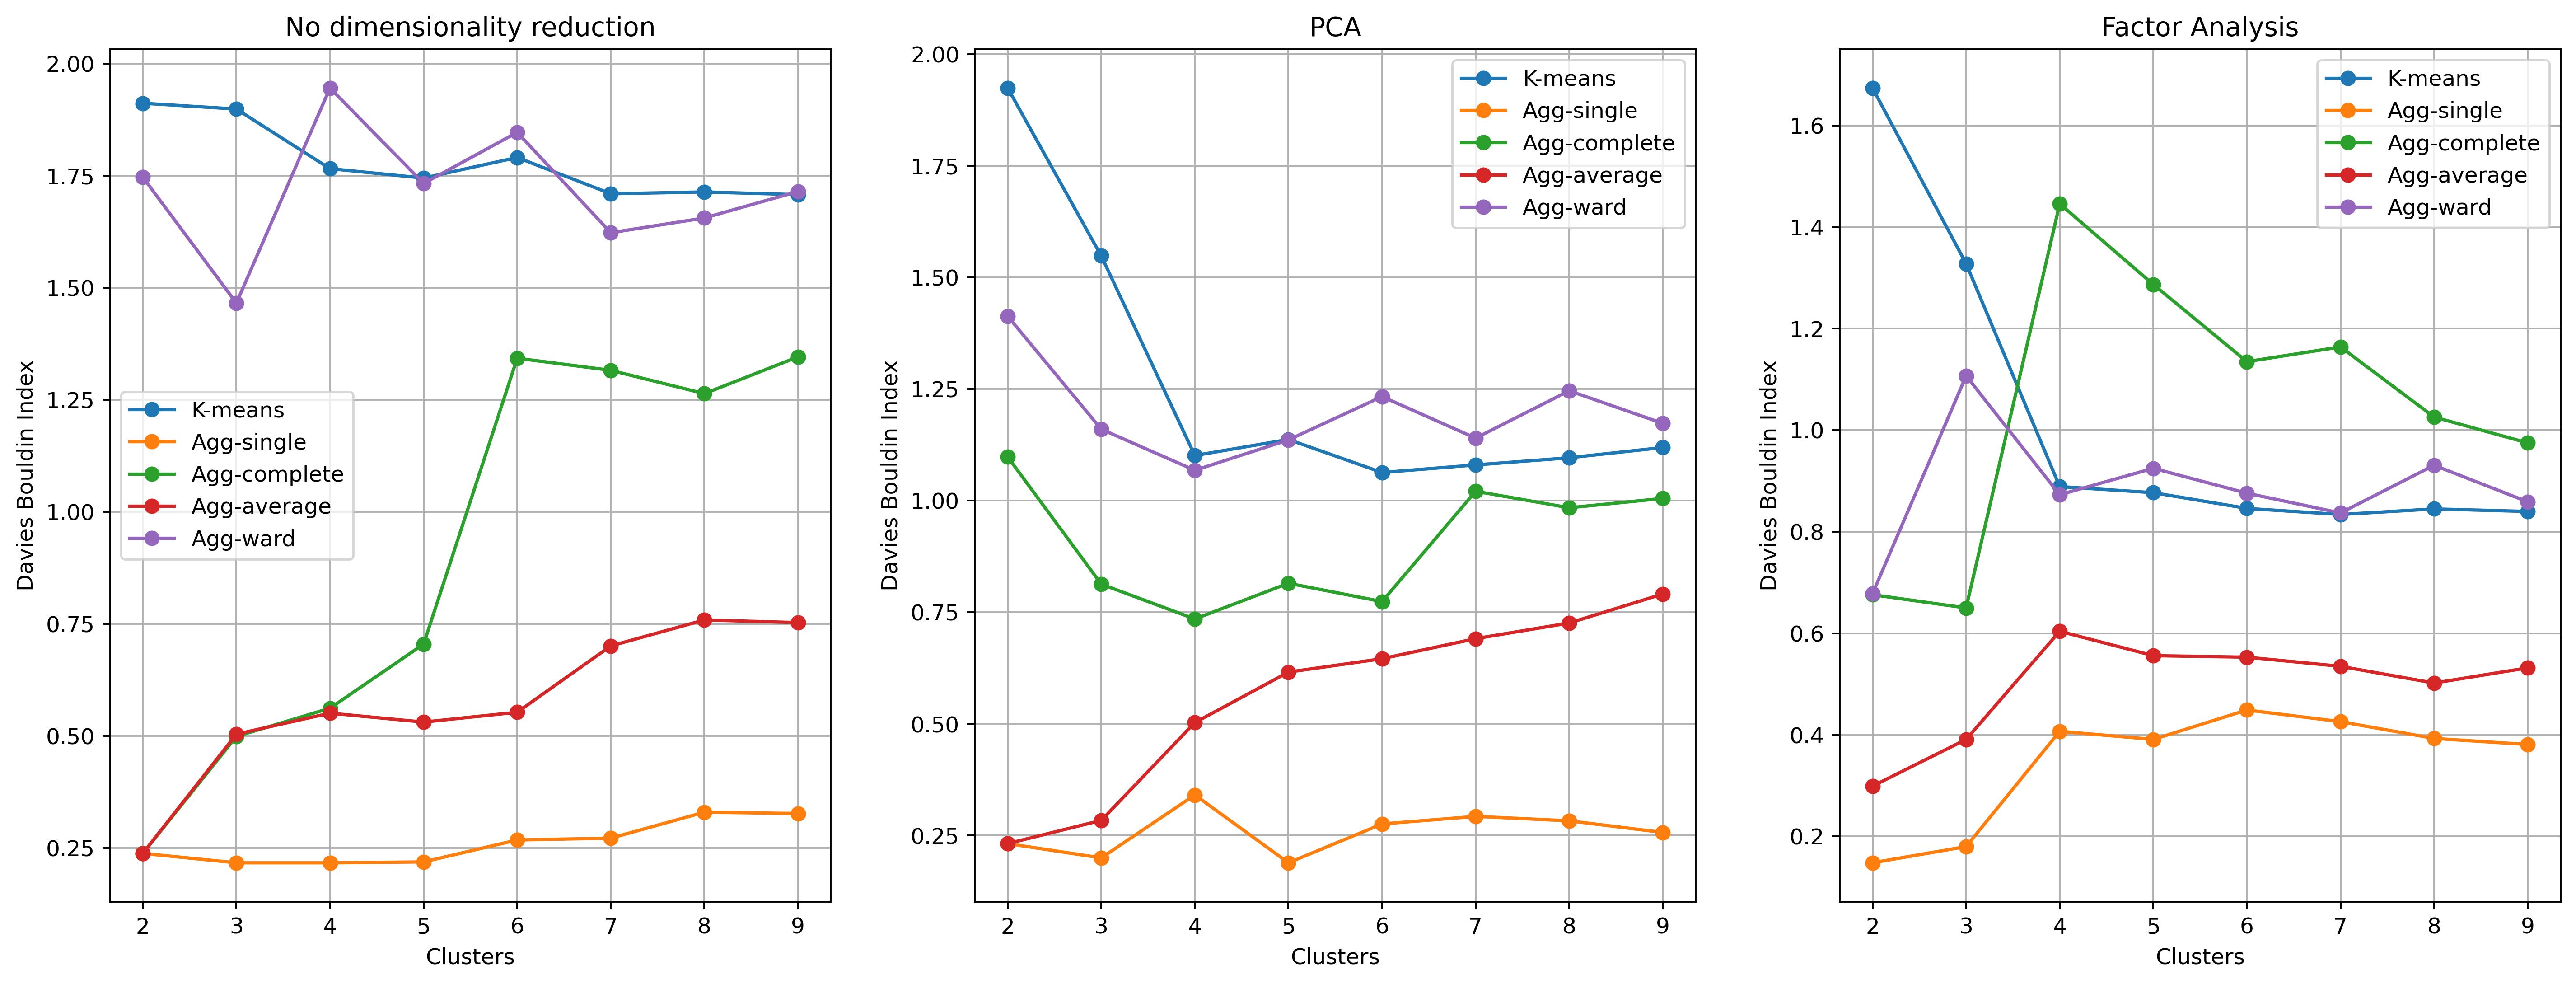 No dimensionality reduction
2.00
1.75
1.50
1.25
1.00
0.75
0.50
0.25
Davies Bouldin Index
K-means
Agg-single
Agg-complete
Agg-average
Agg-ward
2 3 4 5 6 7 8 9
Clusters
PCA
2.00
1.75
1.50
1.25
1.00
0.75
0.50
0.25
Davies Bouldin Index
K-means
Agg-single
Agg-complete
Agg-average
Agg-ward
2 3 4 5 6 7 8 9
Clusters
Factor Analysis
1.6
1.4
1.2
1.0
0.8
0.6
0.4
0.2
Davies Bouldin Index
K-means
Agg-single
Agg-complete
Agg-average
Agg-ward
2 3 4 5 6 7 8 9
Clusters